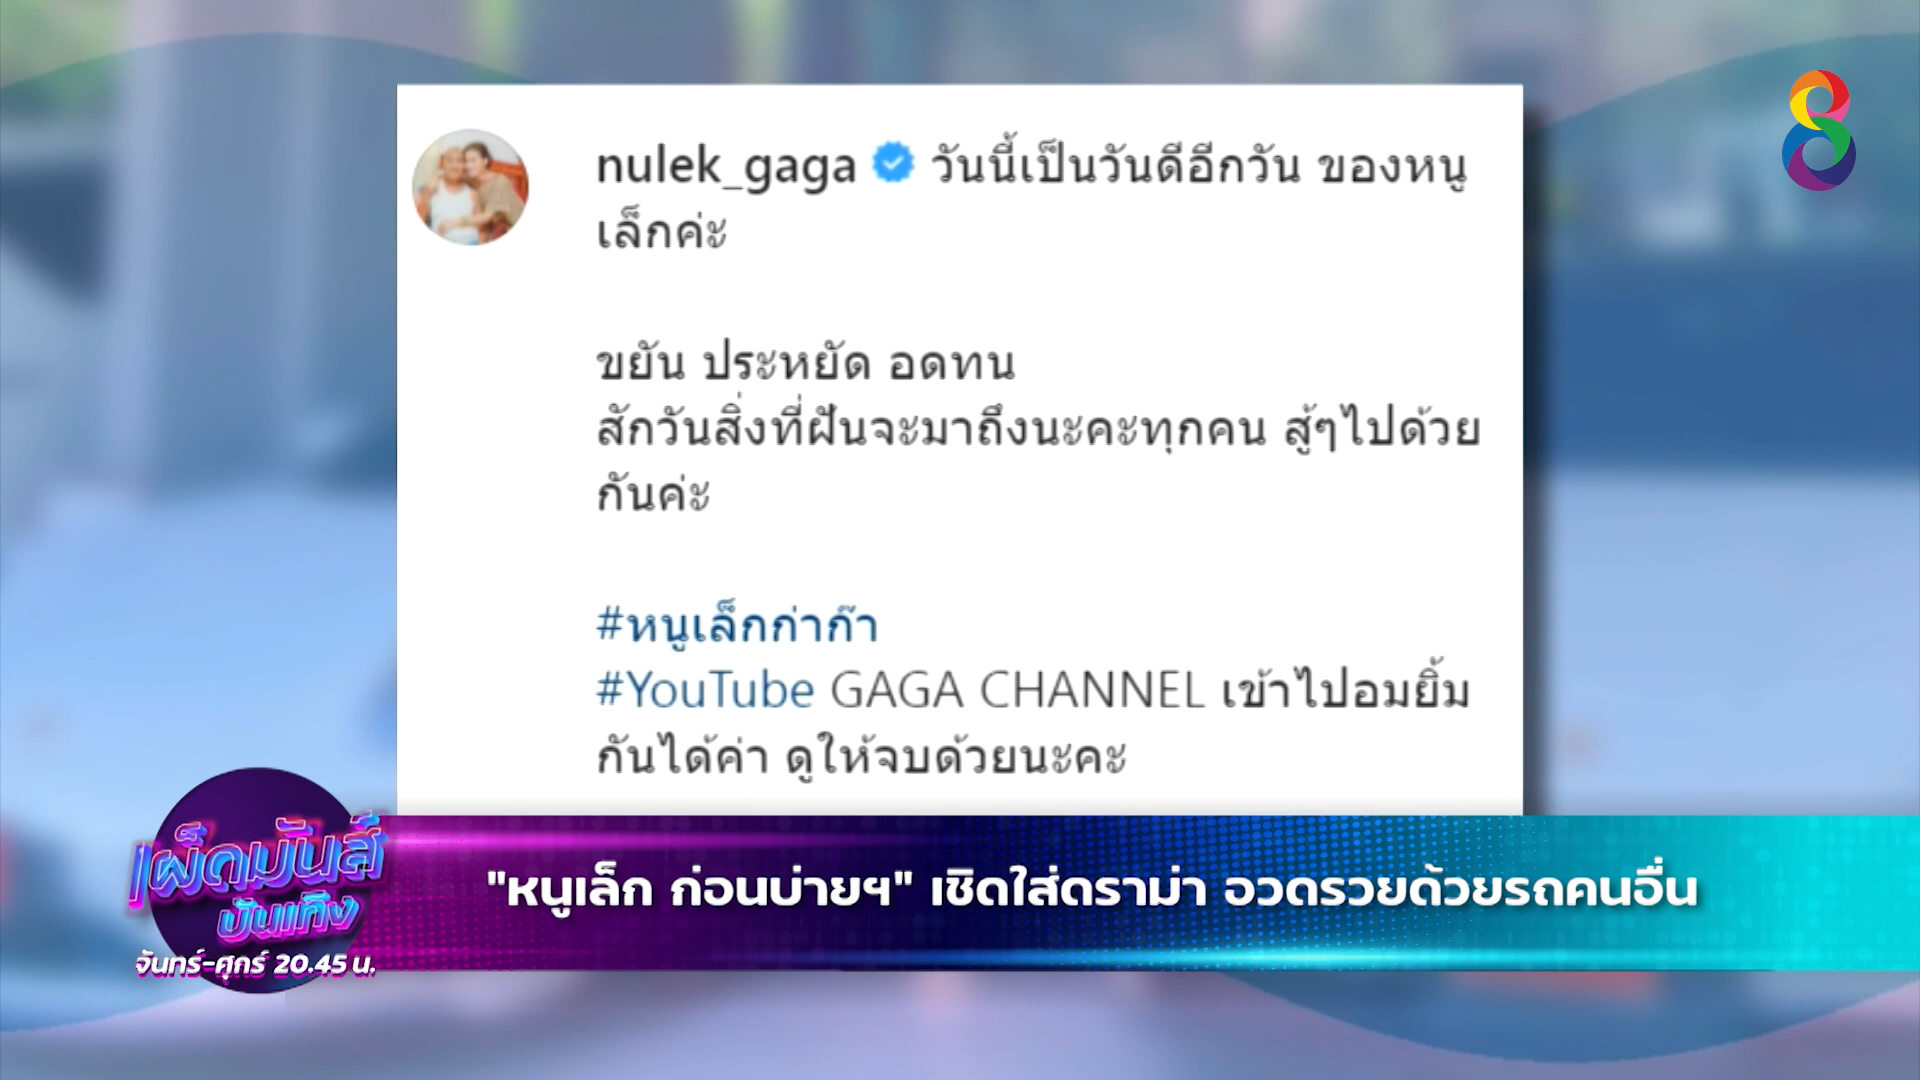 nulek_gaga วันนี้เป็นวันดีอีกวัน ของหนู
เล็กค่ะ
ขยัน ประหยัด อดทน
สักวันสิ่งที่ฝันจะมาถึงนะคะทุกคน สู้ๆไปด้วย
กันค่ะ
#หนูเล็กก่าก๊า
#YouTube GAGA CHANNEL เข้าไปอมยิ้ม
กันได้ค่า ดูให้จบด้วยนะคะ
8
เผ็ดมันส์
บันเทิง
จันทร์-ศุกร์ 20.45 น.
"หนูเล็ก ก่อนบ่ายฯ" เชิดใส่ดราม่า อวดรวยด้วยรถคนอื่น